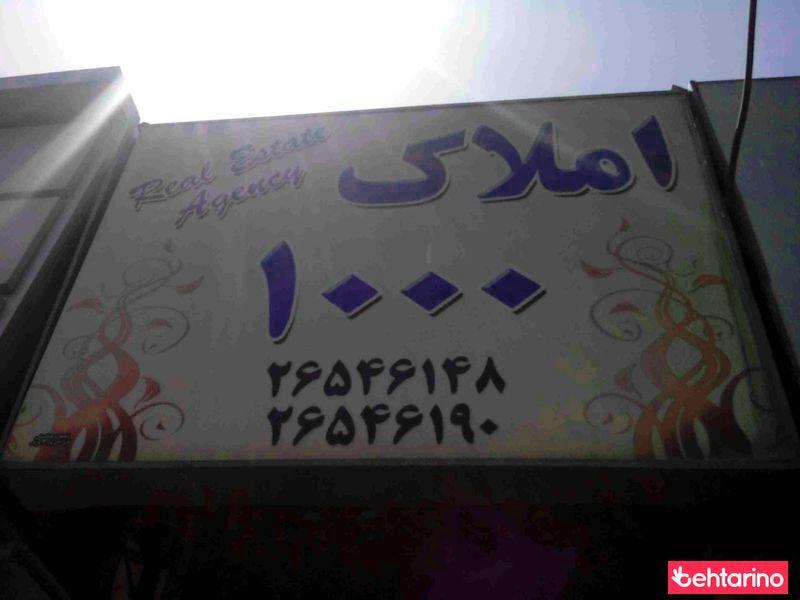 Real Estate
Agency
املاک
۱۰۰۰
۲۶۵۴۶۱۴۸
۲۶۵۴۶۱۹۰
behtarino